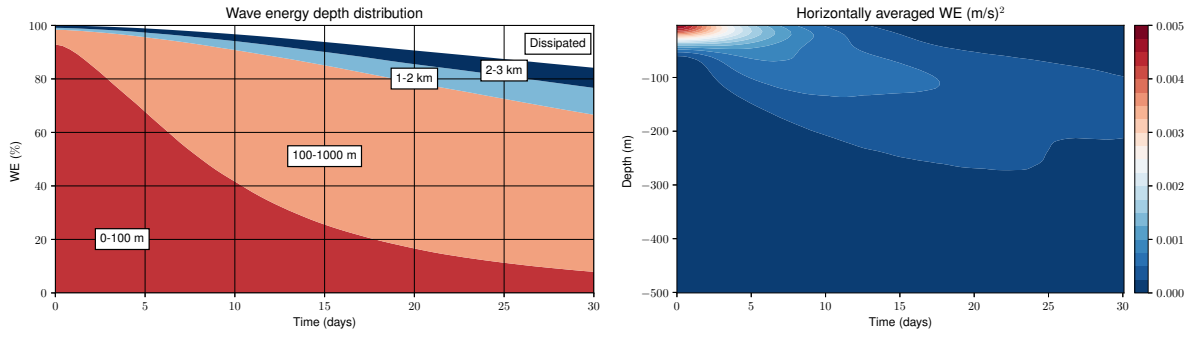 Wave energy depth distribution
100
80
60
40
20
0
WE (%)
Dissipated
2-3 km
1-2 km
100-1000 m
0-100 m
0
5
10
15
20
25
30
Time (days)
Horizontally averaged WE (m/s)²
−100
−200
−300
−400
−500
Depth (m)
0
5
10
15
20
25
30
Time (days)
0.005
0.004
0.003
0.002
0.001
0.000